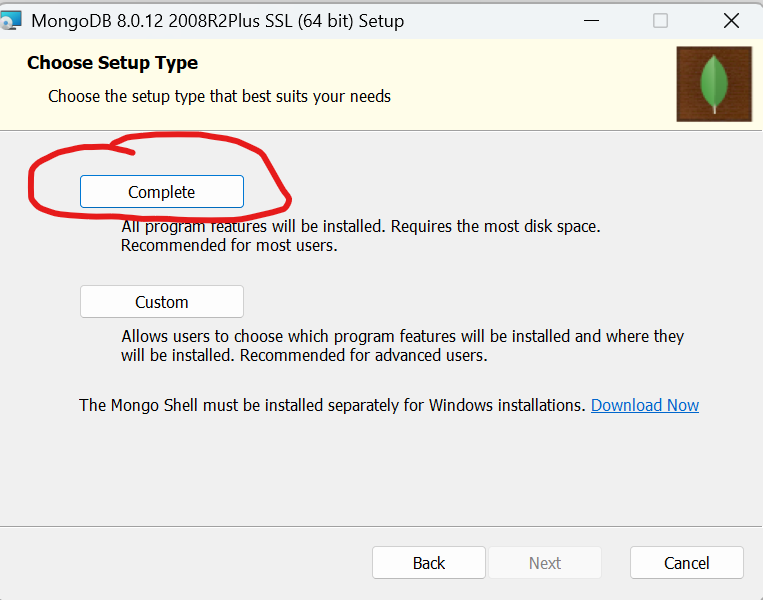 MongoDB 8.0.12 2008R2Plus SSL (64 bit) Setup
Choose Setup Type
Choose the setup type that best suits your needs
Complete
All program features will be installed. Requires the most disk space.
Recommended for most users.
Custom
Allows users to choose which program features will be installed and where they
will be installed. Recommended for advanced users.
The Mongo Shell must be installed separately for Windows installations. Download Now
Back Next Cancel